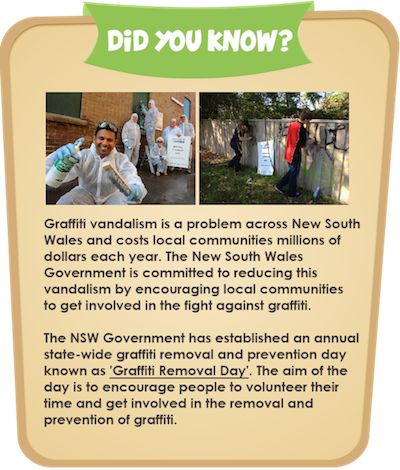 DiD YOU KNOW?
Graffiti vandalism is a problem across New South
Wales and costs local communities millions of
dollars each year. The New South Wales
Government is committed to reducing this
vandalism by encouraging local communities
to get involved in the fight against graffiti.
The NSW Government has established an annual
state-wide graffiti removal and prevention day
known as 'Graffiti Removal Day'. The aim of the
day is to encourage people to volunteer their
time and get involved in the removal and
prevention of graffiti.